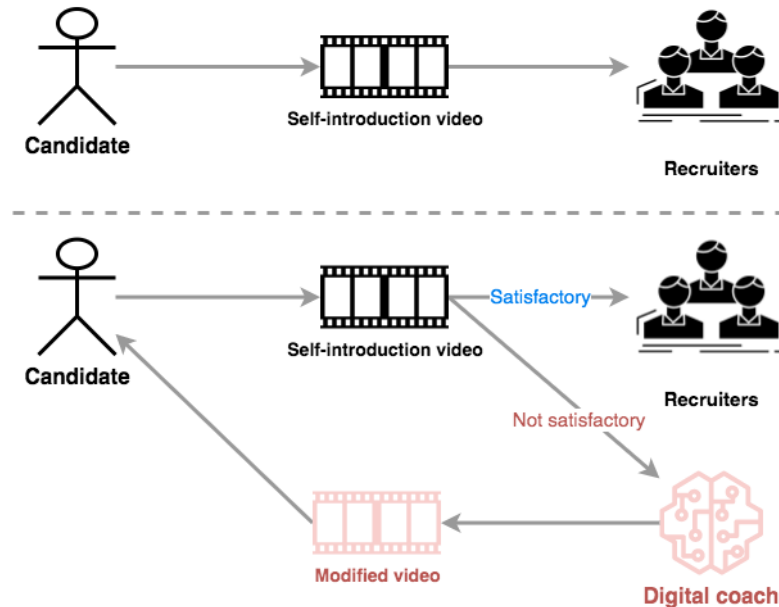 Self-introduction video
Candidate
Recruiters
Satisfactory
Self-introduction video
Candidate
Recruiters
Not satisfactory
Modified video
Digital coach